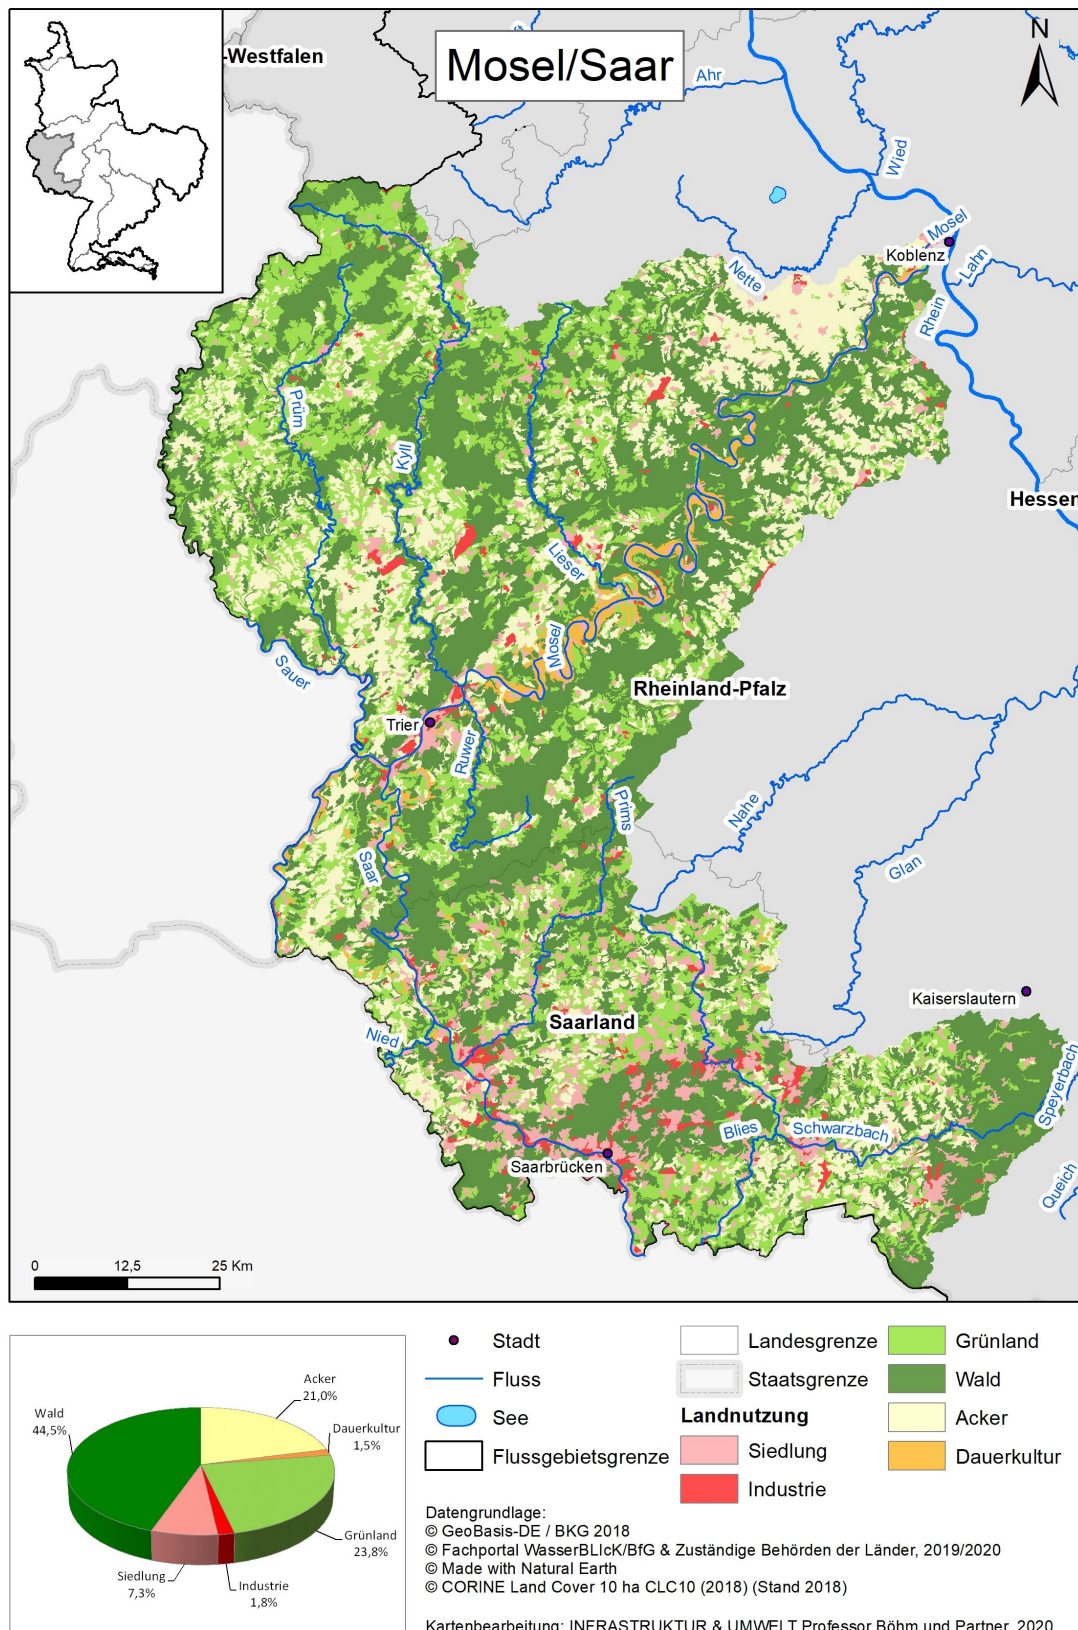 -Westfalen
Mosel/Saar
N
Ahr
Wied
Mosel
Koblenz
Lahn
Nette
Rhein
Prüm
Kyll
Hessen
Lieser
Mosel
Sauer
Rheinland-Pfalz
Trier
Ruwer
Prims
Nahe
Saar
Glan
Kaiserslautern
Saarland
Nied
Speyerbach
Blies
Schwarzbach
Saarbrücken
Queich
0 12,5 25 Km
Acker
21,0%
Wald
44,5%
Dauerkultur
1,5%
Grünland
23,8%
Siedlung
7,3%
Industrie
1,8%
Stadt
Fluss
See
Flussgebietsgrenze
Landesgrenze
Staatsgrenze
Landnutzung
Siedlung
Industrie
Grünland
Wald
Acker
Dauerkultur
Datengrundlage:
© GeoBasis-DE / BKG 2018
© Fachportal WasserBLIcK/BfG & Zuständige Behörden der Länder, 2019/2020
© Made with Natural Earth
© CORINE Land Cover 10 ha CLC10 (2018) (Stand 2018)
Kartenbearbeitung: INFRASTRUKTUR & UMWELT Professor Böhm und Partner, 2020